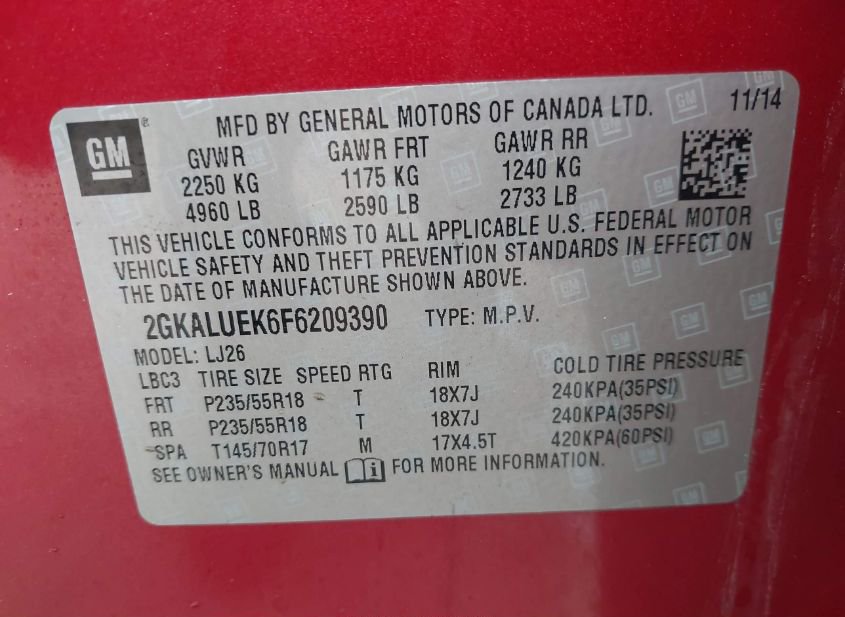 GM ® MFD BY GENERAL MOTORS OF CANADA LTD. 11/14
GVWR GAWR FRT GAWR RR
2250 KG 1175 KG 1240 KG
4960 LB 2590 LB 2733 LB
THIS VEHICLE CONFORMS TO ALL APPLICABLE U.S. FEDERAL MOTOR
VEHICLE SAFETY AND THEFT PREVENTION STANDARDS IN EFFECT ON
THE DATE OF MANUFACTURE SHOWN ABOVE.
2GKALUEK6F6209390 TYPE: M.P.V.
MODEL: LJ26
LBC3 TIRE SIZE SPEED RTG RIM COLD TIRE PRESSURE
FRT P235/55R18 T 18X7J 240KPA(35PSI)
RR P235/55R18 T 18X7J 240KPA(35PSI)
SPA T145/70R17 M 17X4.5T 420KPA(60PSI)
SEE OWNER'S MANUAL i FOR MORE INFORMATION.